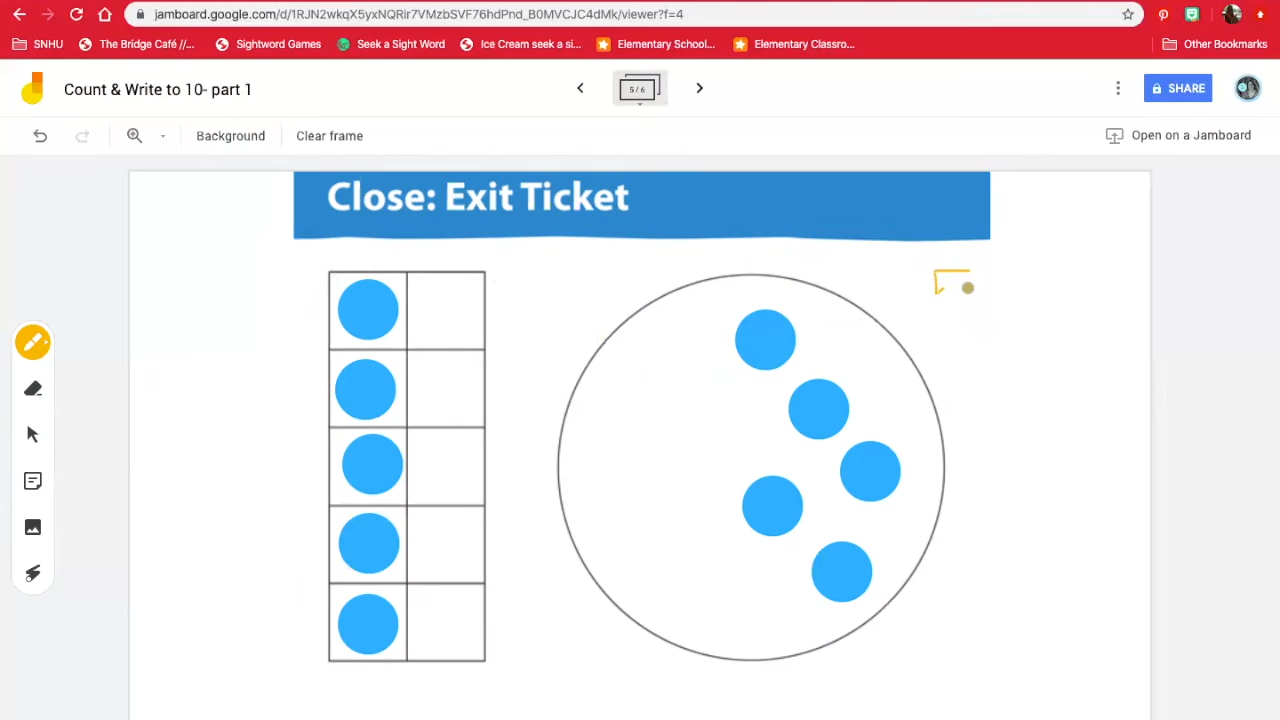 jamboard.google.com/d/1RJN2wkqX5yxNQRir7VMzbSVF76hdPnd_B0MVCJC4dMk/viewer?f=4
SNHU The Bridge Café //... Sightword Games Seek a Sight Word Ice Cream seek a si... Elementary School... Elementary Classro... Other Bookmarks
Count & Write to 10- part 1 5 / 6 SHARE
Background Clear frame Open on a Jamboard
Close: Exit Ticket